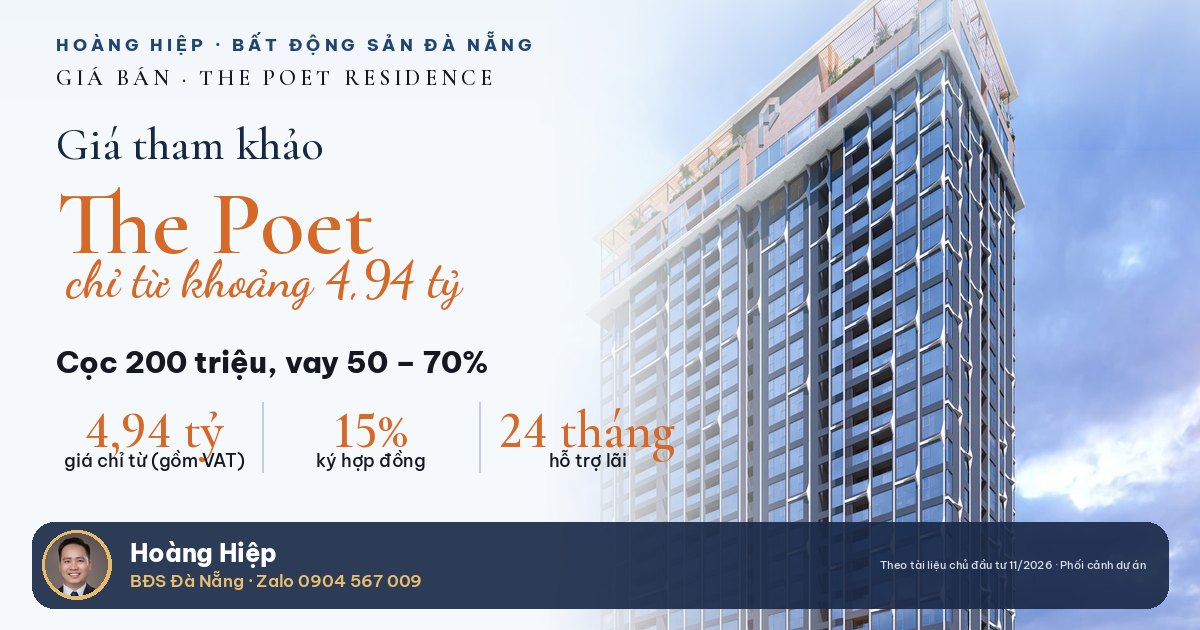 HOÀNG HIỆP · BẤT ĐỘNG SẢN ĐÀ NẴNG
GIÁ BÁN · THE POET RESIDENCE
Giá tham khảo
The Poet
chỉ từ khoảng 4,94 tỷ
Cọc 200 triệu, vay 50 – 70%
4,94 tỷ
giá chỉ từ (gồm VAT)
15%
ký hợp đồng
24 tháng
hỗ trợ lãi
Hoàng Hiệp
BĐS Đà Nẵng · Zalo 0904 567 009
Theo tài liệu chủ đầu tư 11/2026 · Phối cảnh dự án